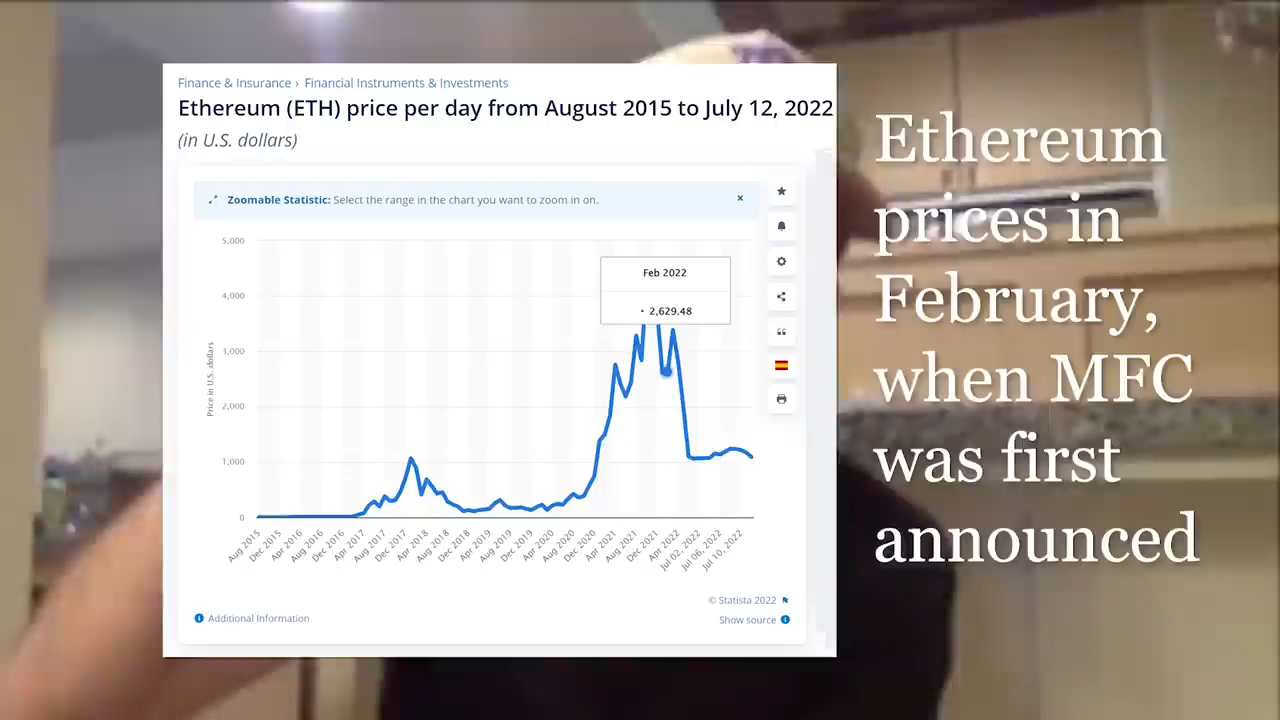 Finance & Insurance › Financial Instruments & Investments
Ethereum (ETH) price per day from August 2015 to July 12, 2022
(in U.S. dollars)
Zoomable Statistic: Select the range in the chart you want to zoom in on.
×
5,000
4,000
3,000
2,000
1,000
0
Price in U.S. dollars
Feb 2022
2,629.48
Aug 2015
Dec 2015
Apr 2016
Aug 2016
Dec 2016
Apr 2017
Aug 2017
Dec 2017
Apr 2018
Aug 2018
Dec 2018
Apr 2019
Aug 2019
Dec 2019
Apr 2020
Aug 2020
Dec 2020
Apr 2021
Aug 2021
Dec 2021
Apr 2022
Jul 02, 2022
Jul 06, 2022
Jul 10, 2022
© Statista 2022
Additional Information
Show source
Ethereum
prices in
February,
when MFC
was first
announced